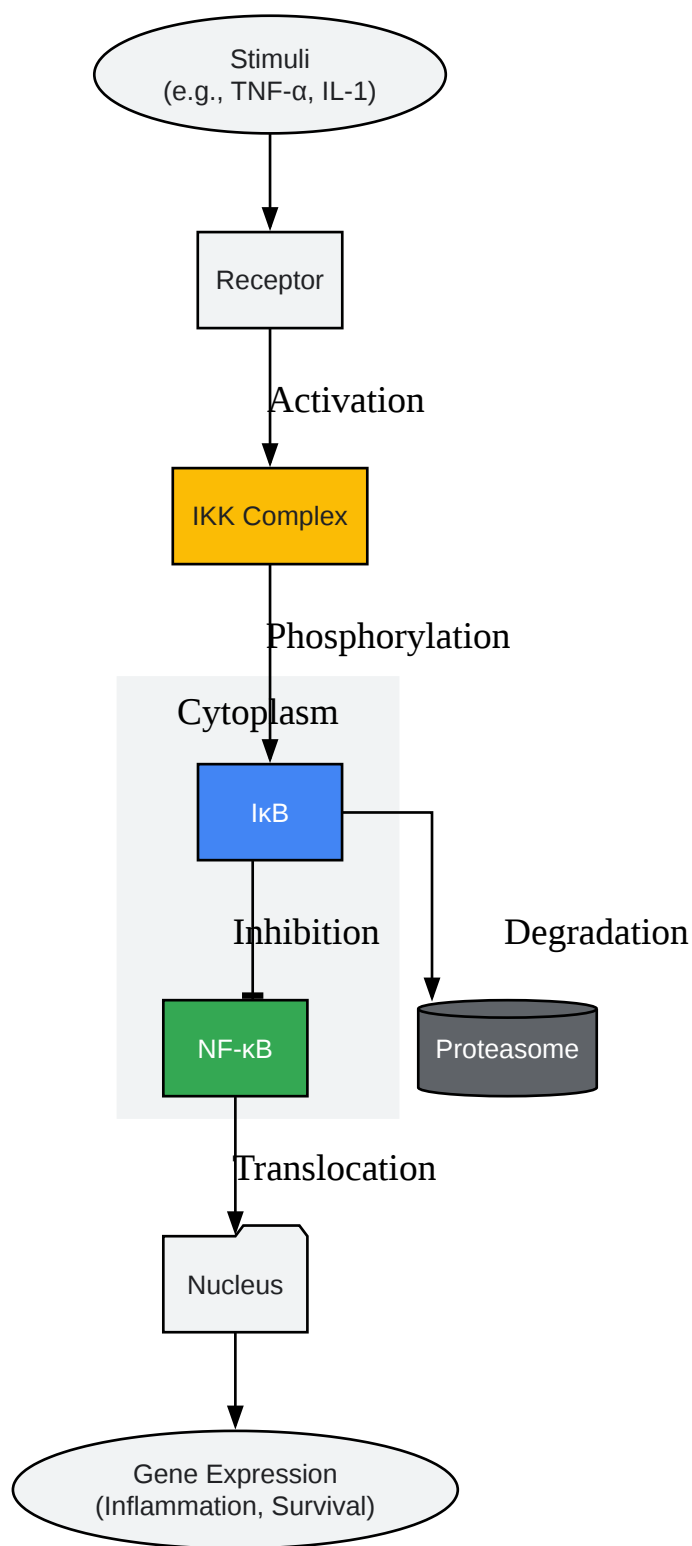 Stimuli
(e.g., TNF-α, IL-1)
Receptor
Activation
IKK Complex
Phosphorylation
Cytoplasm
IκB
Inhibition
Degradation
NF-κB
Proteasome
Translocation
Nucleus
Gene Expression
(Inflammation, Survival)